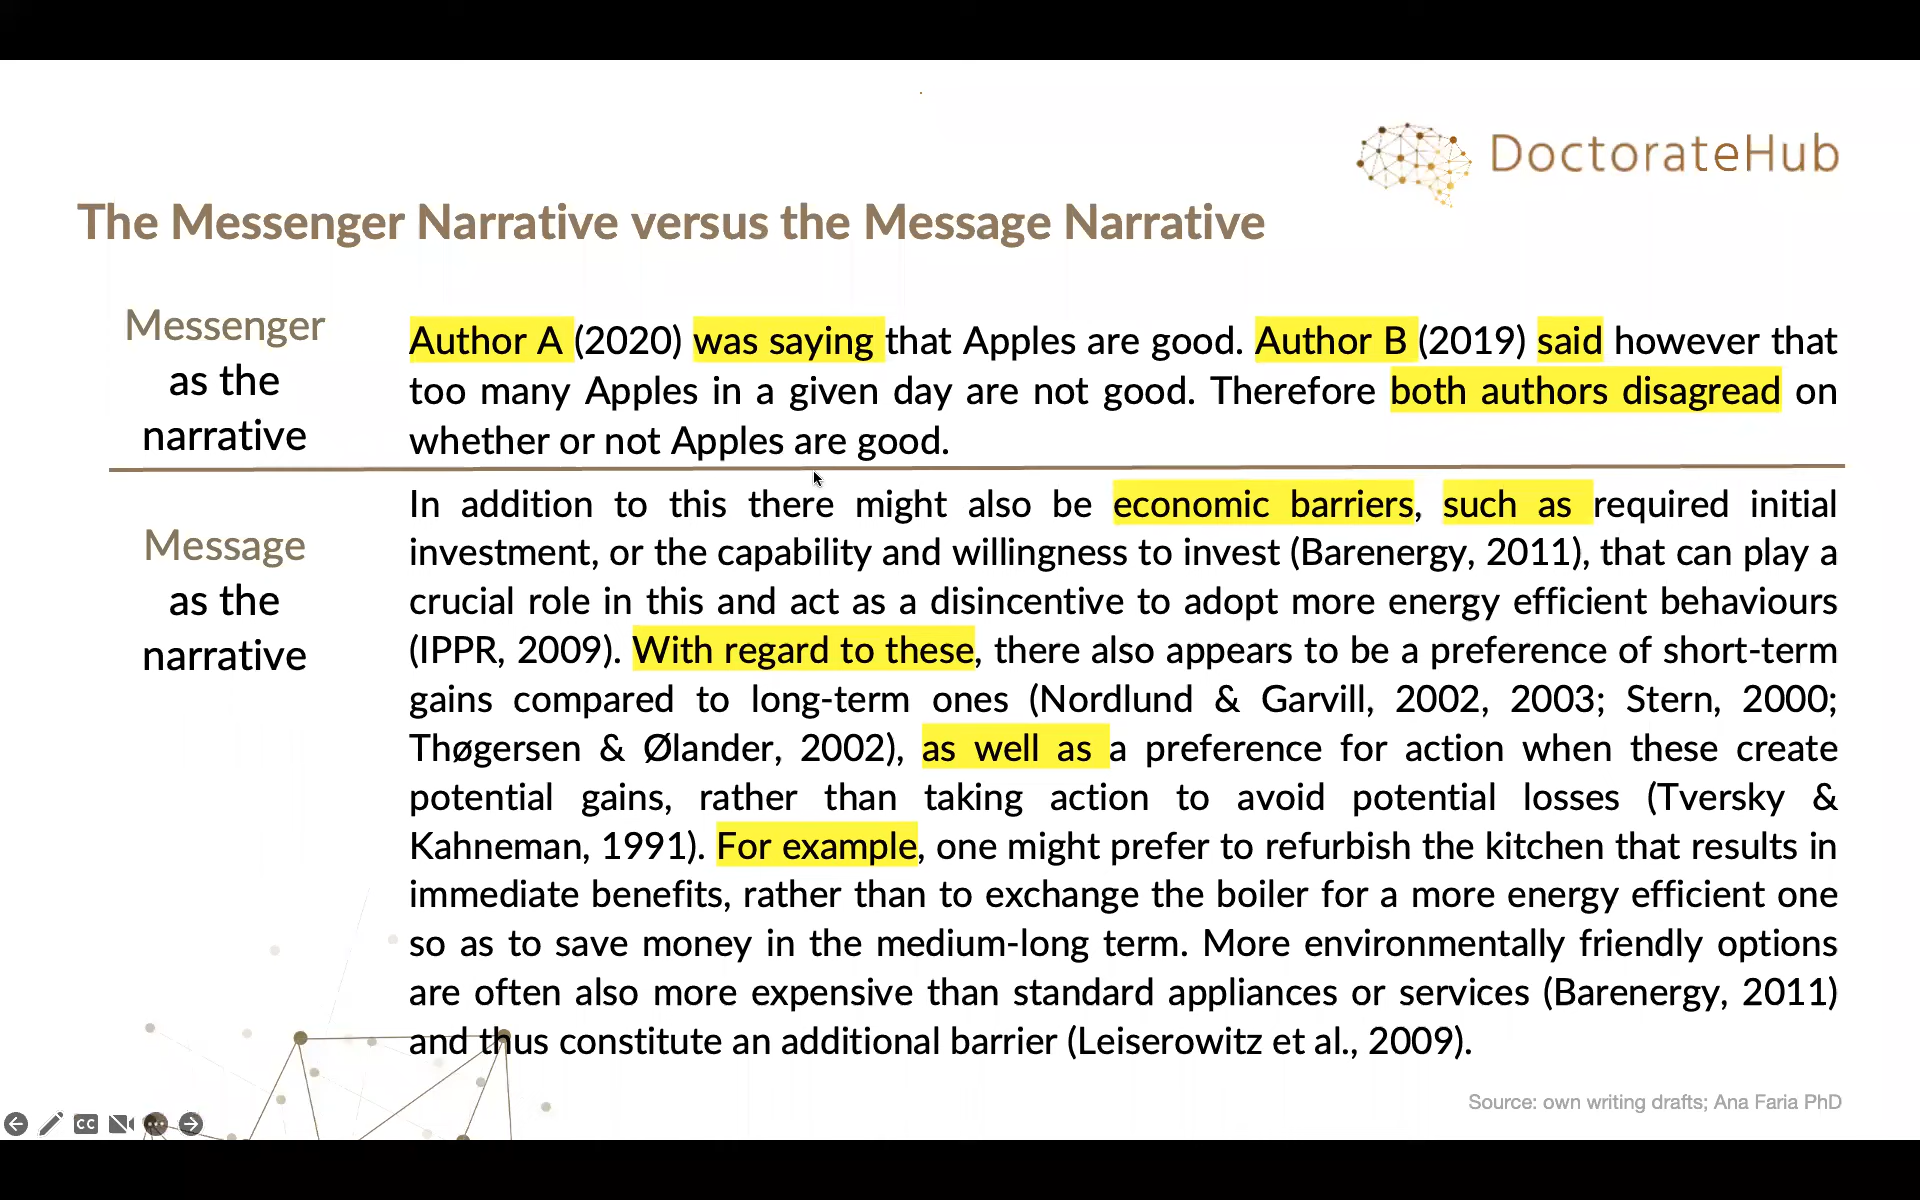 DoctorateHub
The Messenger Narrative versus the Message Narrative
Messenger
as the
narrative
Author A (2020) was saying that Apples are good. Author B (2019) said however that
too many Apples in a given day are not good. Therefore both authors disagread on
whether or not Apples are good.
Message
as the
narrative
In addition to this there might also be economic barriers, such as required initial
investment, or the capability and willingness to invest (Barenergy, 2011), that can play a
crucial role in this and act as a disincentive to adopt more energy efficient behaviours
(IPPR, 2009). With regard to these, there also appears to be a preference of short-term
gains compared to long-term ones (Nordlund & Garvill, 2002, 2003; Stern, 2000;
Thøgersen & Ølander, 2002), as well as a preference for action when these create
potential gains, rather than taking action to avoid potential losses (Tversky &
Kahneman, 1991). For example, one might prefer to refurbish the kitchen that results in
immediate benefits, rather than to exchange the boiler for a more energy efficient one
so as to save money in the medium-long term. More environmentally friendly options
are often also more expensive than standard appliances or services (Barenergy, 2011)
and thus constitute an additional barrier (Leiserowitz et al., 2009).
Source: own writing drafts; Ana Faria PhD
CC